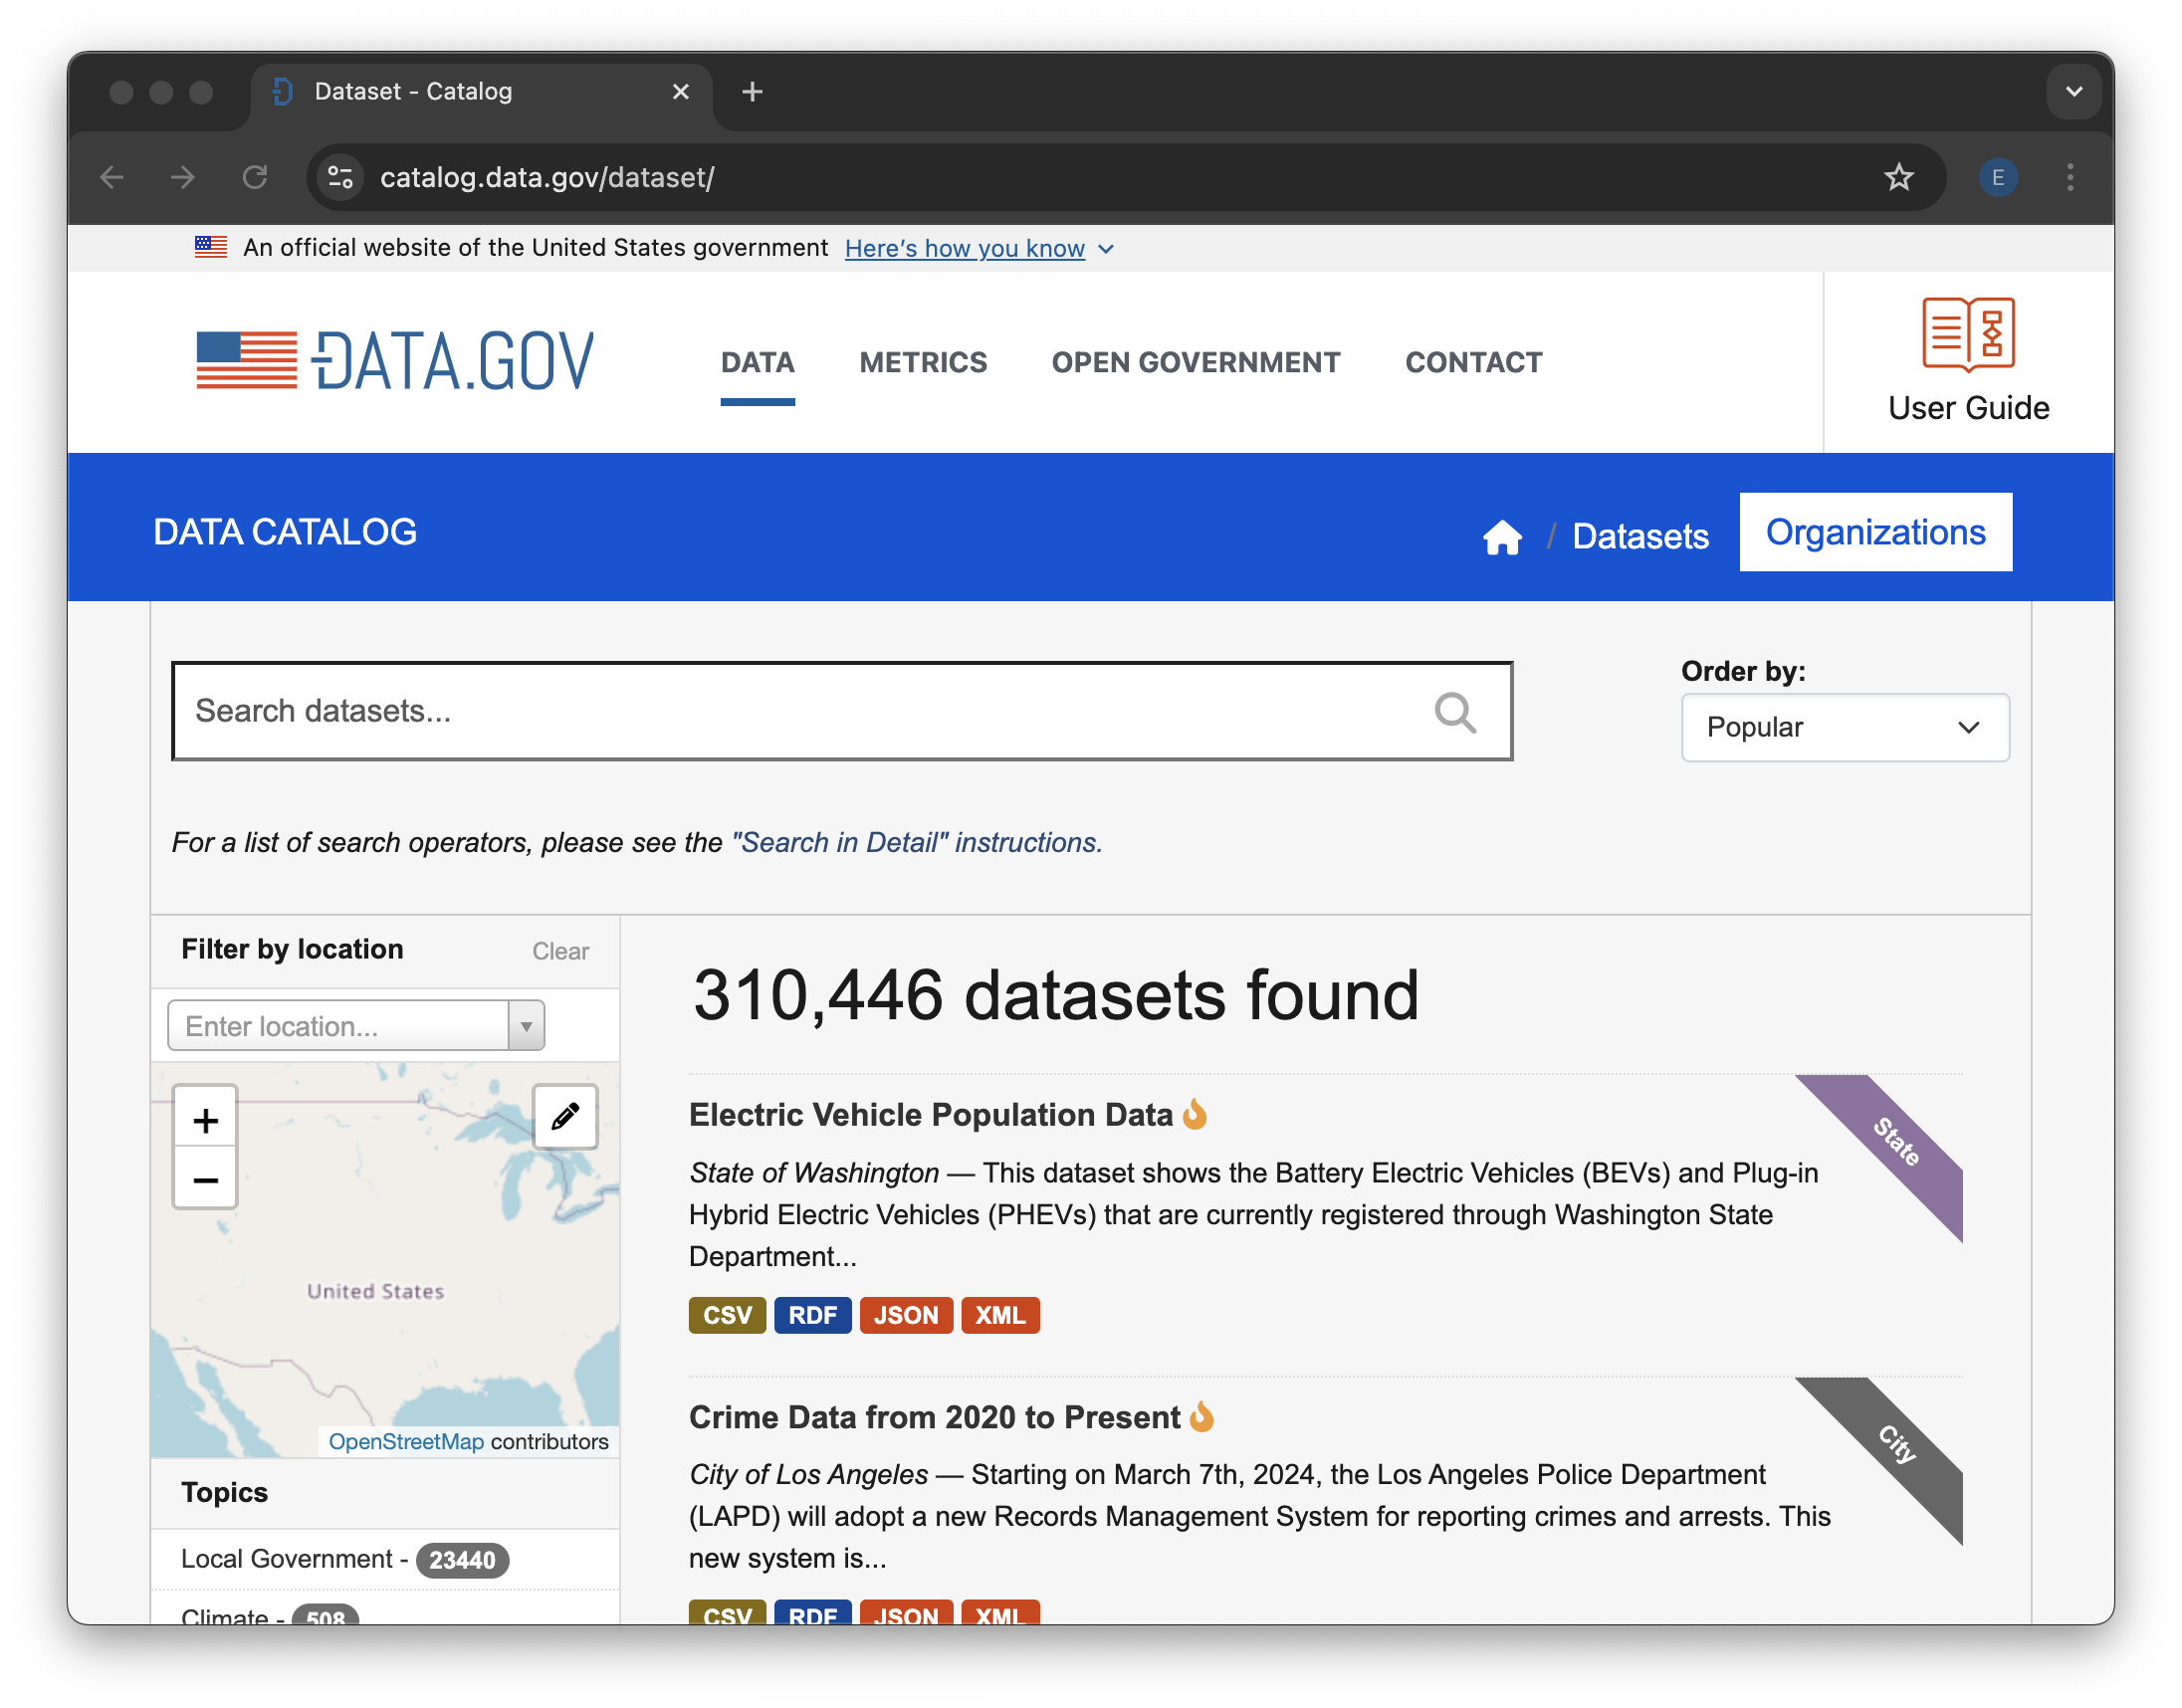 Dataset - Catalog
catalog.data.gov/dataset/
E
An official website of the United States government Here’s how you know
DATA.GOV
DATA METRICS OPEN GOVERNMENT CONTACT
User Guide
DATA CATALOG
/ Datasets Organizations
Order by:
Search datasets...
Popular
For a list of search operators, please see the "Search in Detail" instructions.
Filter by location Clear
Enter location...
+
−
United States
OpenStreetMap contributors
Topics
Local Government - 23440
Climate - 508
310,446 datasets found
Electric Vehicle Population Data
State
State of Washington — This dataset shows the Battery Electric Vehicles (BEVs) and Plug-in
Hybrid Electric Vehicles (PHEVs) that are currently registered through Washington State
Department...
CSV RDF JSON XML
Crime Data from 2020 to Present
City
City of Los Angeles — Starting on March 7th, 2024, the Los Angeles Police Department
(LAPD) will adopt a new Records Management System for reporting crimes and arrests. This
new system is...
CSV RDF JSON XML